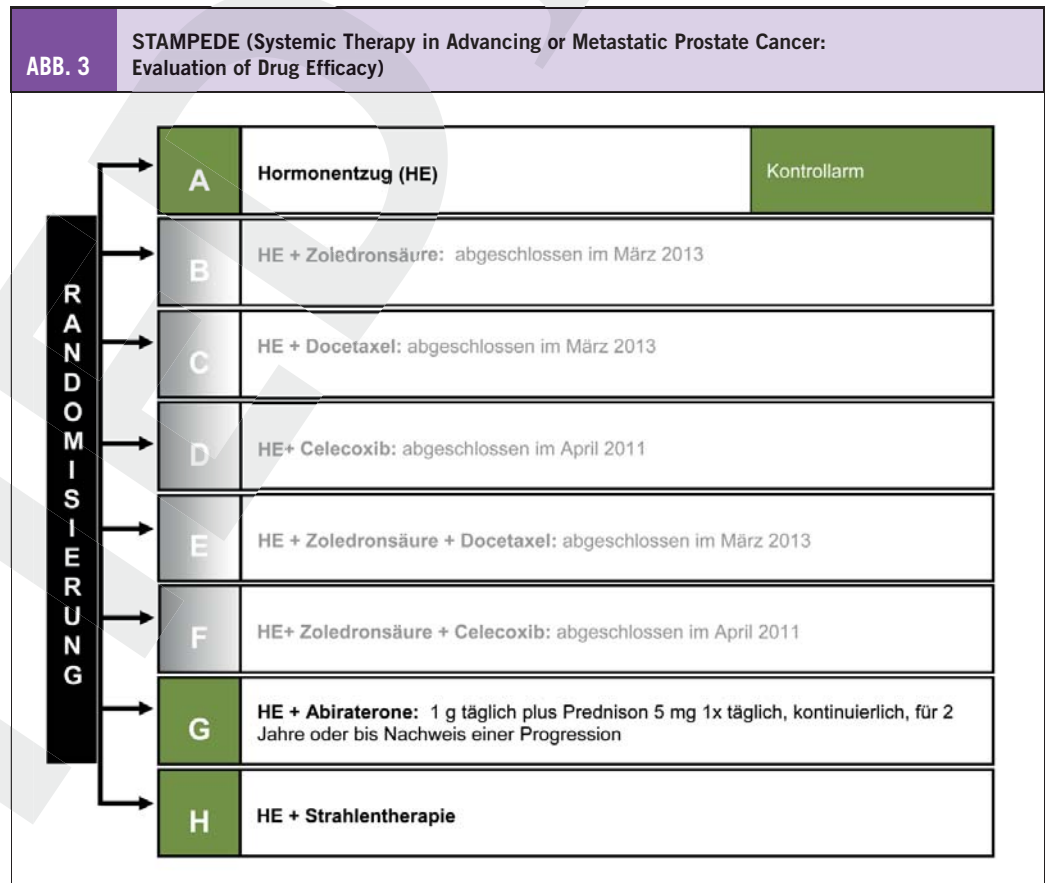 ABB. 3
STAMPEDE (Systemic Therapy in Advancing or Metastatic Prostate Cancer:
Evaluation of Drug Efficacy)
RANDOMISIERUNG
A
Hormonentzug (HE)
Kontrollarm
B
HE + Zoledronsäure: abgeschlossen im März 2013
C
HE + Docetaxel: abgeschlossen im März 2013
D
HE+ Celecoxib: abgeschlossen im April 2011
E
HE + Zoledronsäure + Docetaxel: abgeschlossen im März 2013
F
HE+ Zoledronsäure + Celecoxib: abgeschlossen im April 2011
G
HE + Abiraterone: 1 g täglich plus Prednison 5 mg 1x täglich, kontinuierlich, für 2
Jahre oder bis Nachweis einer Progression
H
HE + Strahlentherapie